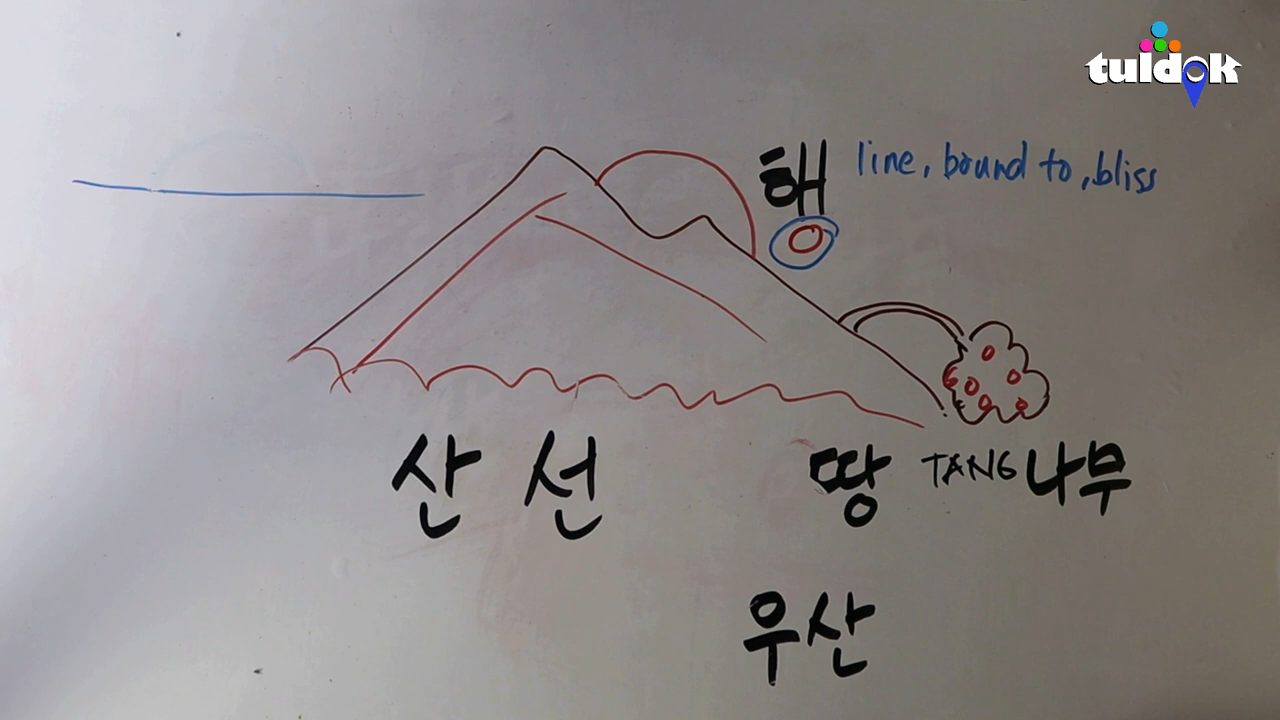 tuldok
해 line, bound to, bliss
산 선 땅 TANG 나무
우산